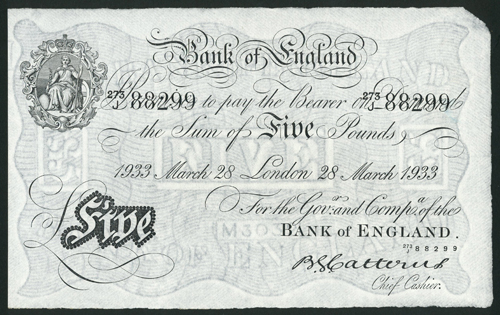 Bank of England
273/J 88299 to pay the Bearer on Demand 273/J 88299
the Sum of Five Pounds
1933 March 28 London 28 March 1933
For the Gov.r and Comp.a of the
£Five
BANK of ENGLAND.
273/J 88299
B.G. Catterns
Chief Cashier.